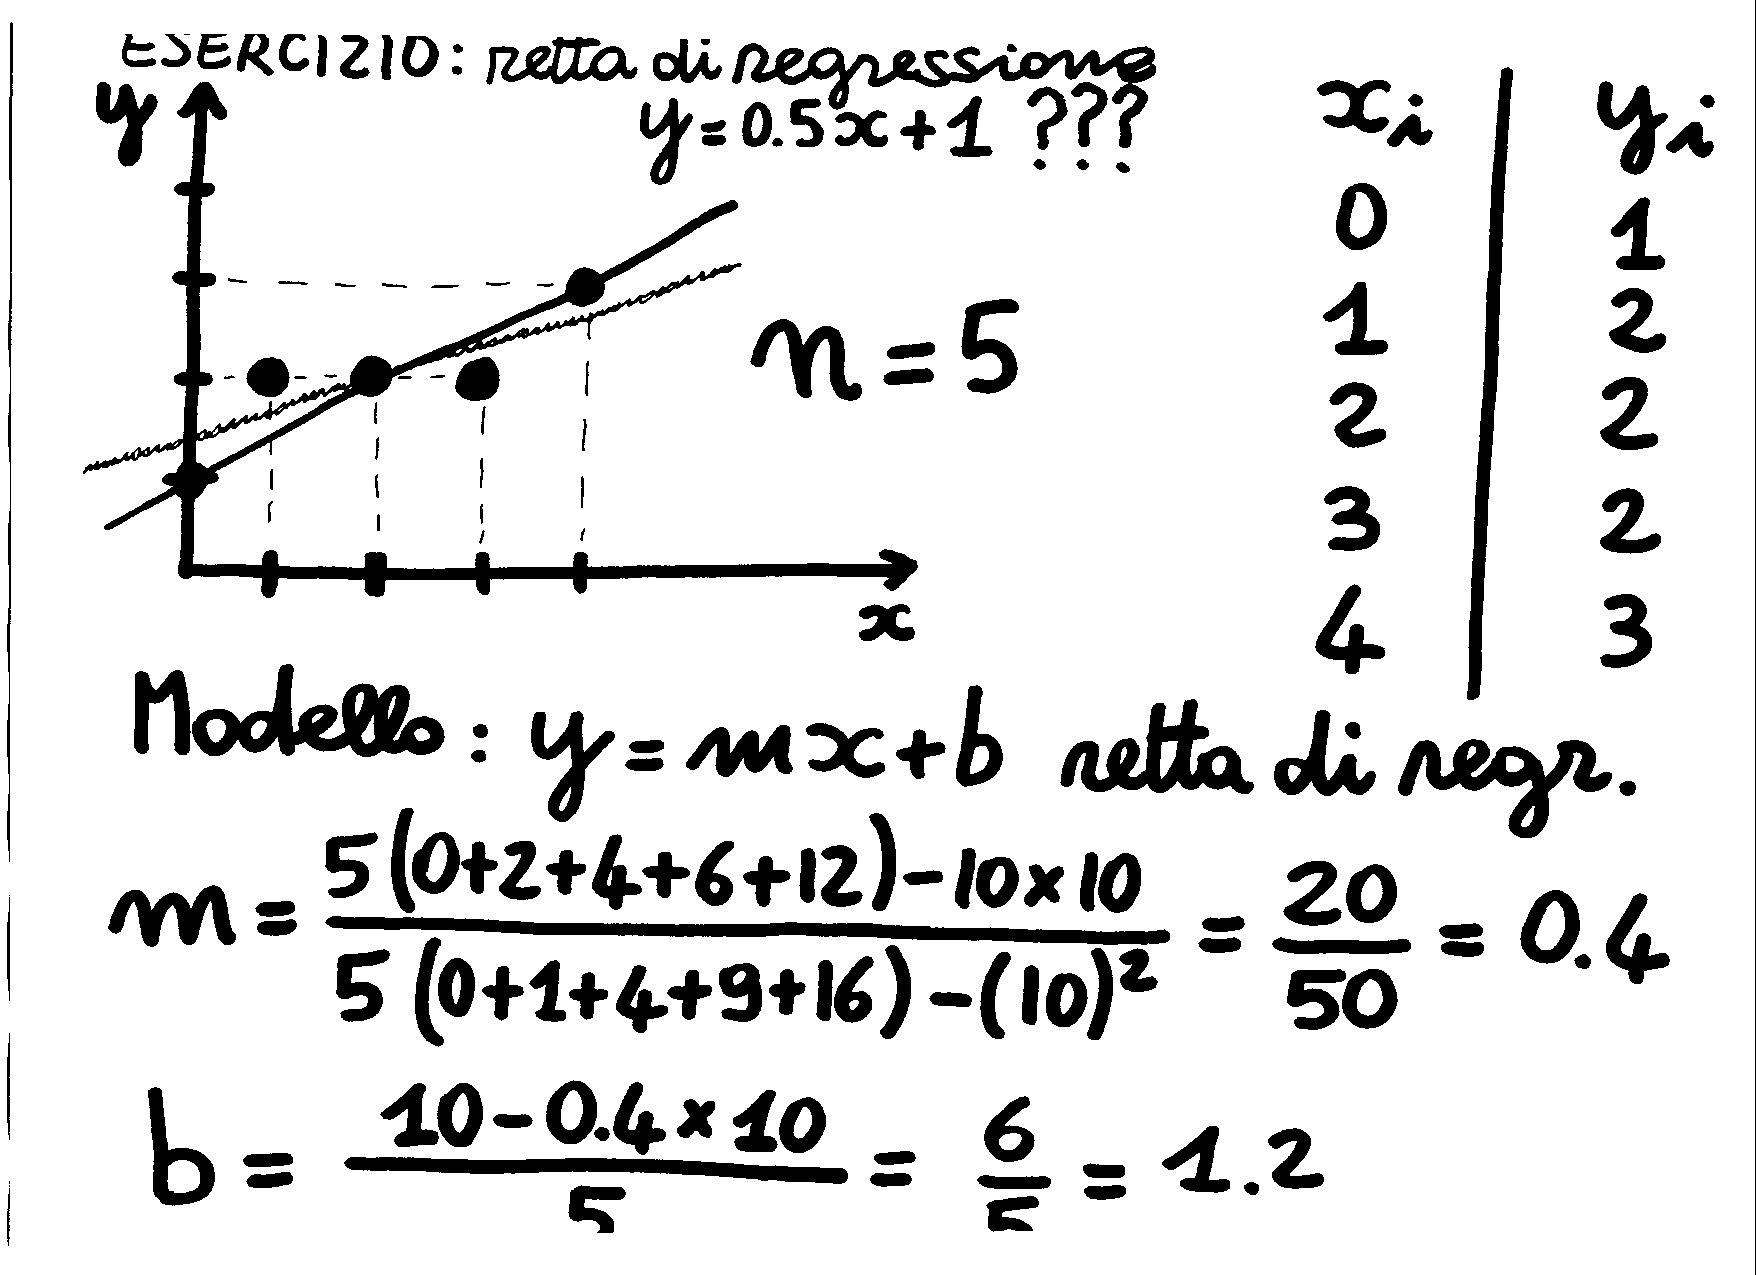 ESERCIZIO: retta di regressione
y = 0.5x + 1 ???
y
x
n = 5
xi | yi
0 | 1
1 | 2
2 | 2
3 | 2
4 | 3
Modello: y = mx + b retta di regr.
m = 5(0+2+4+6+12) - 10x10 / 5(0+1+4+9+16) - (10)² = 20/50 = 0.4
b = 10 - 0.4 x 10 / 5 = 6/5 = 1.2